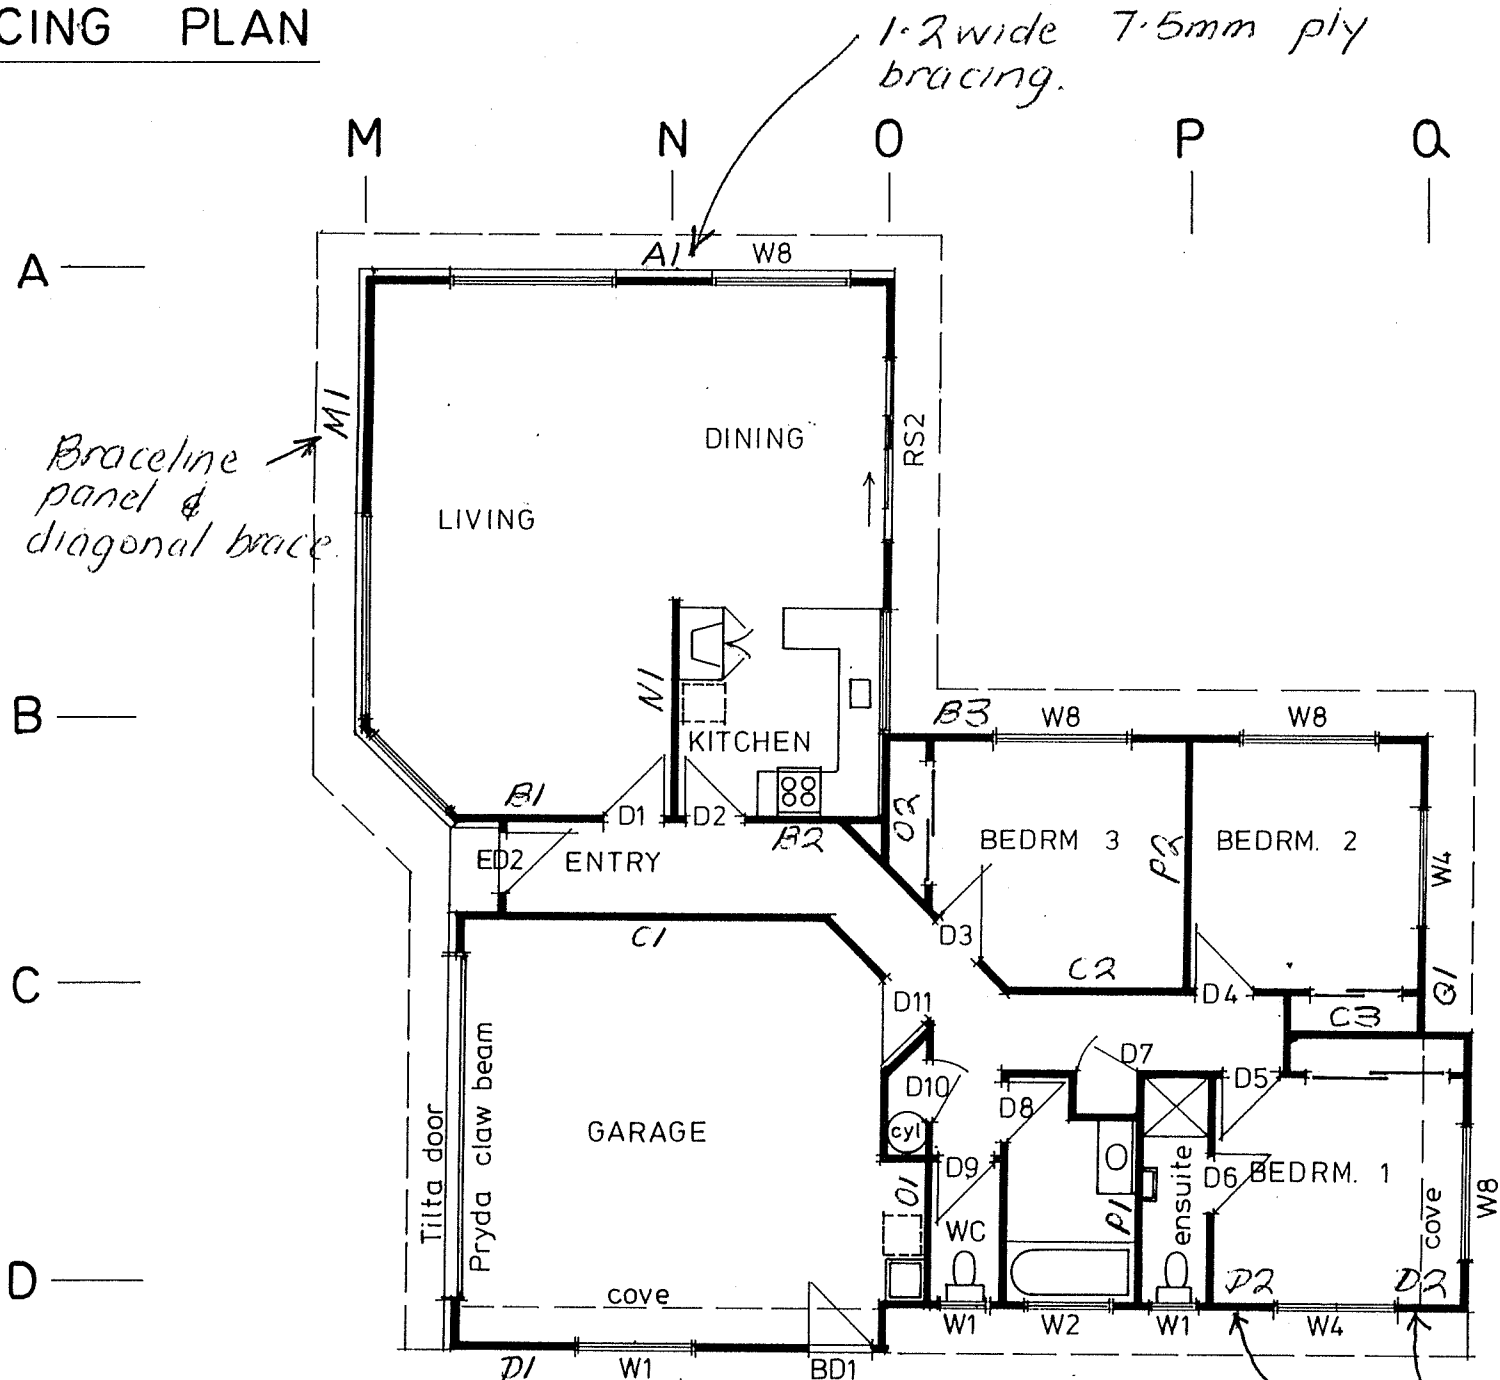 CING PLAN
1.2 wide 7.5mm ply
bracing.
M N O P Q
A
A1 W8
M1
Braceline
panel &
diagonal brace.
DINING
RS2
LIVING
B
N1
KITCHEN
B3 W8 W8
B1 D1 D2 B2
O2
BEDRM 3
P2
BEDRM. 2
W4
ED2 ENTRY
C1
D3
C
C2
D4
Q1
C3
D11
D7
D10
D8
D5
cyl
GARAGE
Tilta door
Pryda claw beam
D9
O1
WC
P1
ensuite
D6 BEDRM. 1
cove
W8
D
cove
D2 D2
W1 W2 W1 W4
D1 W1 BD1